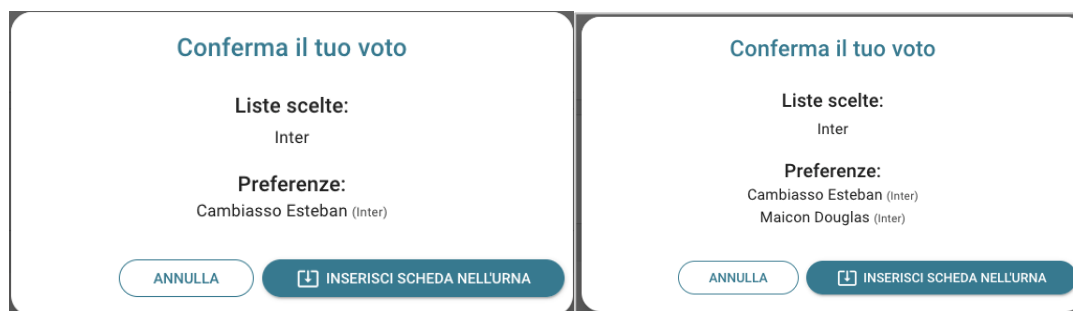 Conferma il tuo voto
Liste scelte:
Inter
Preferenze:
Cambiasso Esteban (Inter)
ANNULLA
INSERISCI SCHEDA NELL'URNA
Conferma il tuo voto
Liste scelte:
Inter
Preferenze:
Cambiasso Esteban (Inter)
Maicon Douglas (Inter)
ANNULLA
INSERISCI SCHEDA NELL'URNA